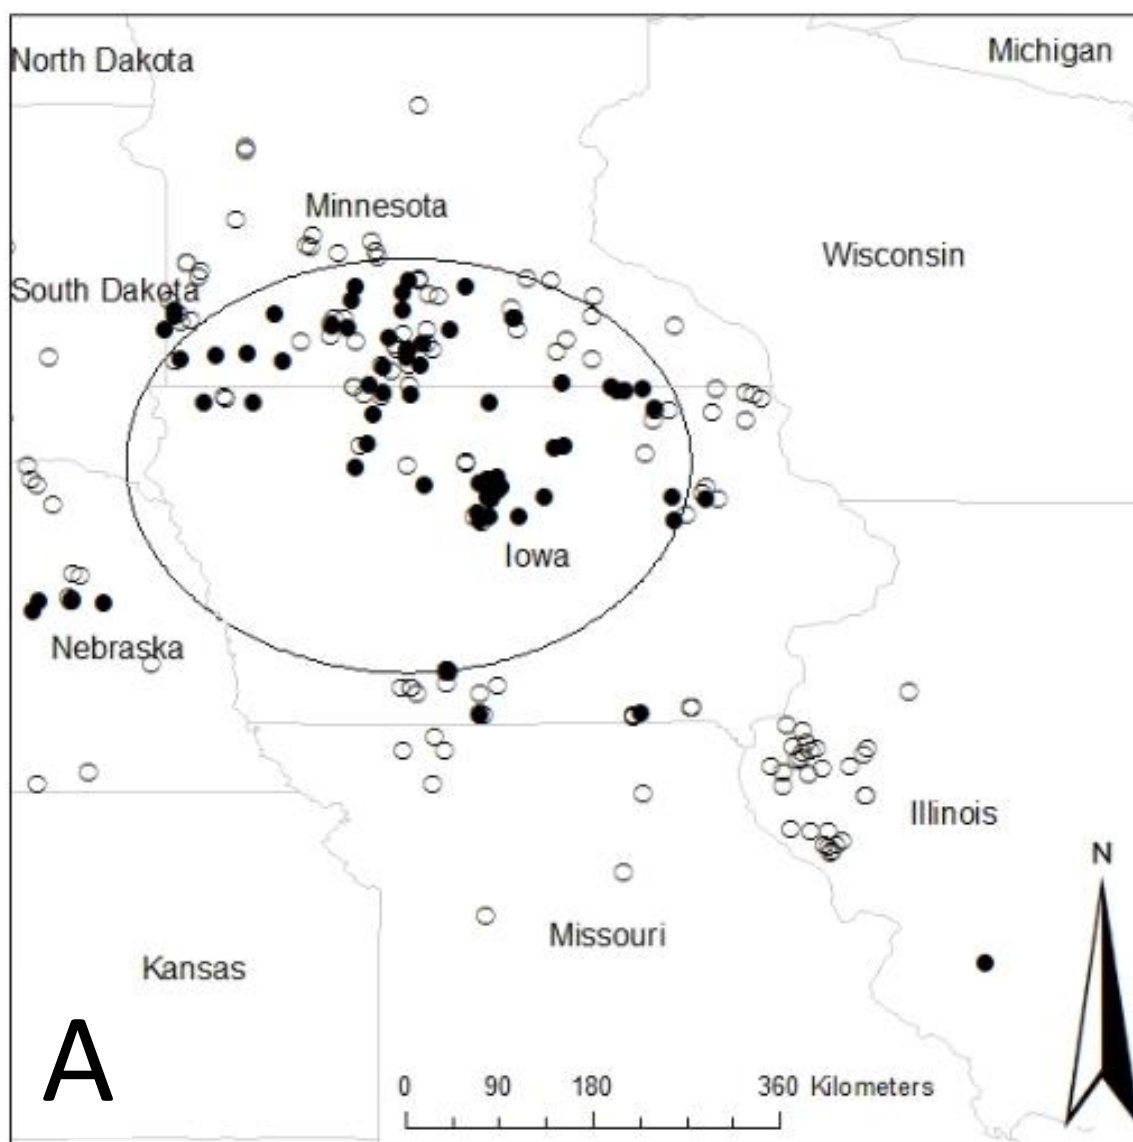 North Dakota
Michigan
Minnesota
Wisconsin
South Dakota
Iowa
Nebraska
Illinois
N
Missouri
Kansas
A
0 90 180 360 Kilometers